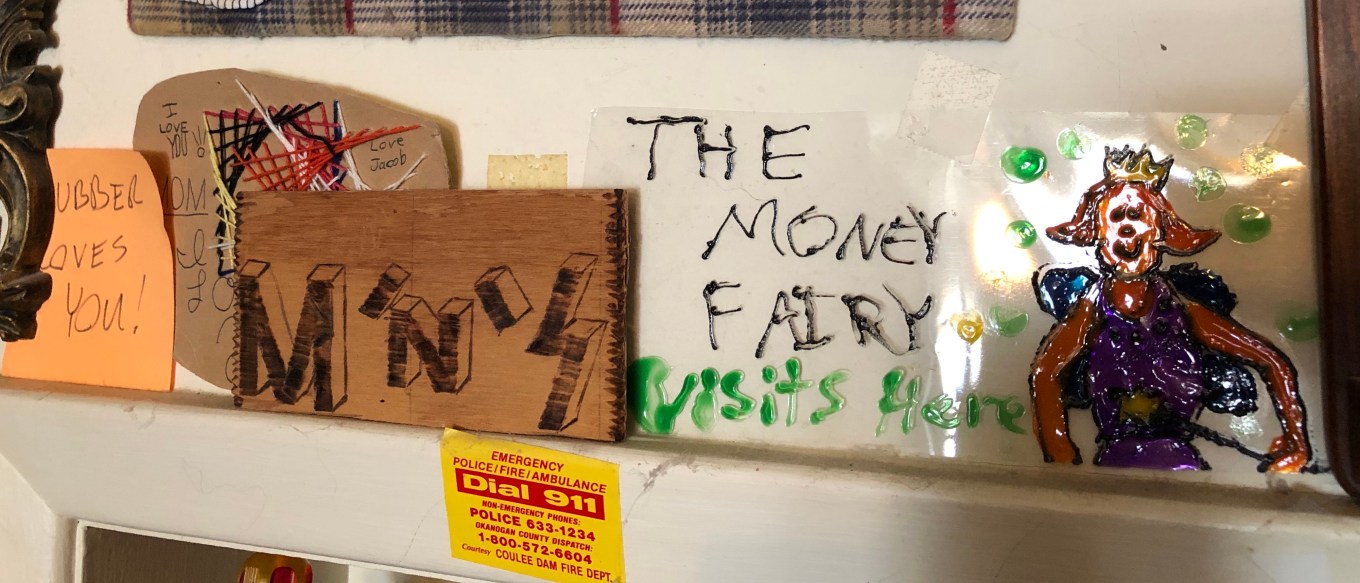 UBBER
OVES
YOU!
I
LOVE
YOU
MOM
Love
Jacob
M'N'
THE
MONEY
FAIRY
Visits Here
EMERGENCY
POLICE/FIRE/AMBULANCE
Dial 911
NON-EMERGENCY PHONES:
POLICE 633-1234
OKANOGAN COUNTY DISPATCH:
1-800-572-6604
Courtesy COULEE DAM FIRE DEPT.